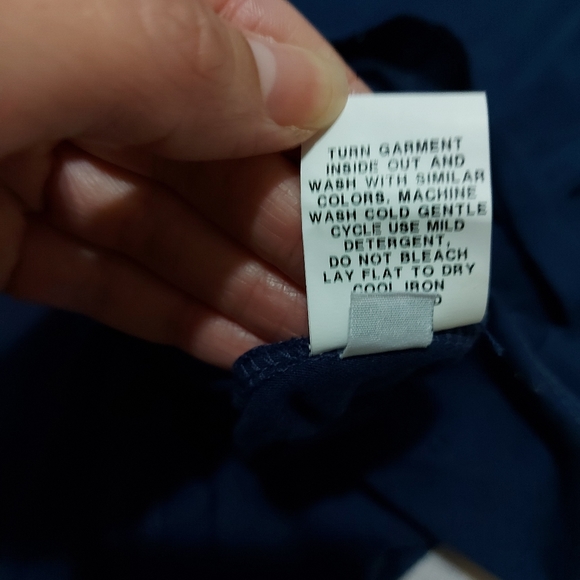 TURN GARMENT
INSIDE OUT AND
WASH WITH SIMILAR
COLORS. MACHINE
WASH COLD GENTLE
CYCLE USE MILD
DETERGENT.
DO NOT BLEACH
LAY FLAT TO DRY
COOL IRON